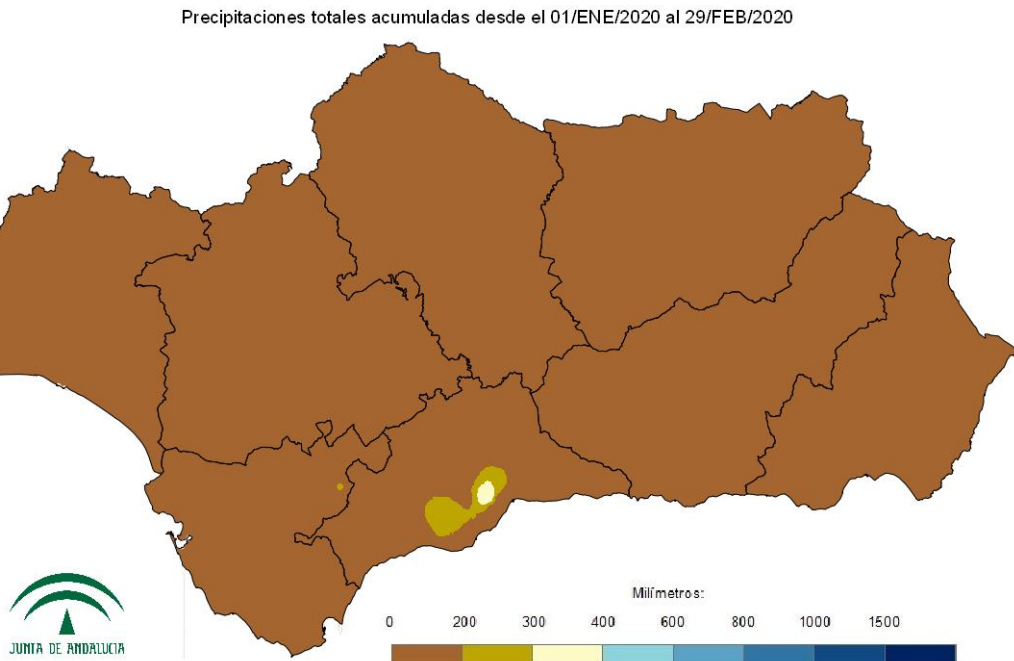 Precipitaciones totales acumuladas desde el 01/ENE/2020 al 29/FEB/2020
Milímetros:
0 200 300 400 600 800 1000 1500
JUNTA DE ANDALUCIA